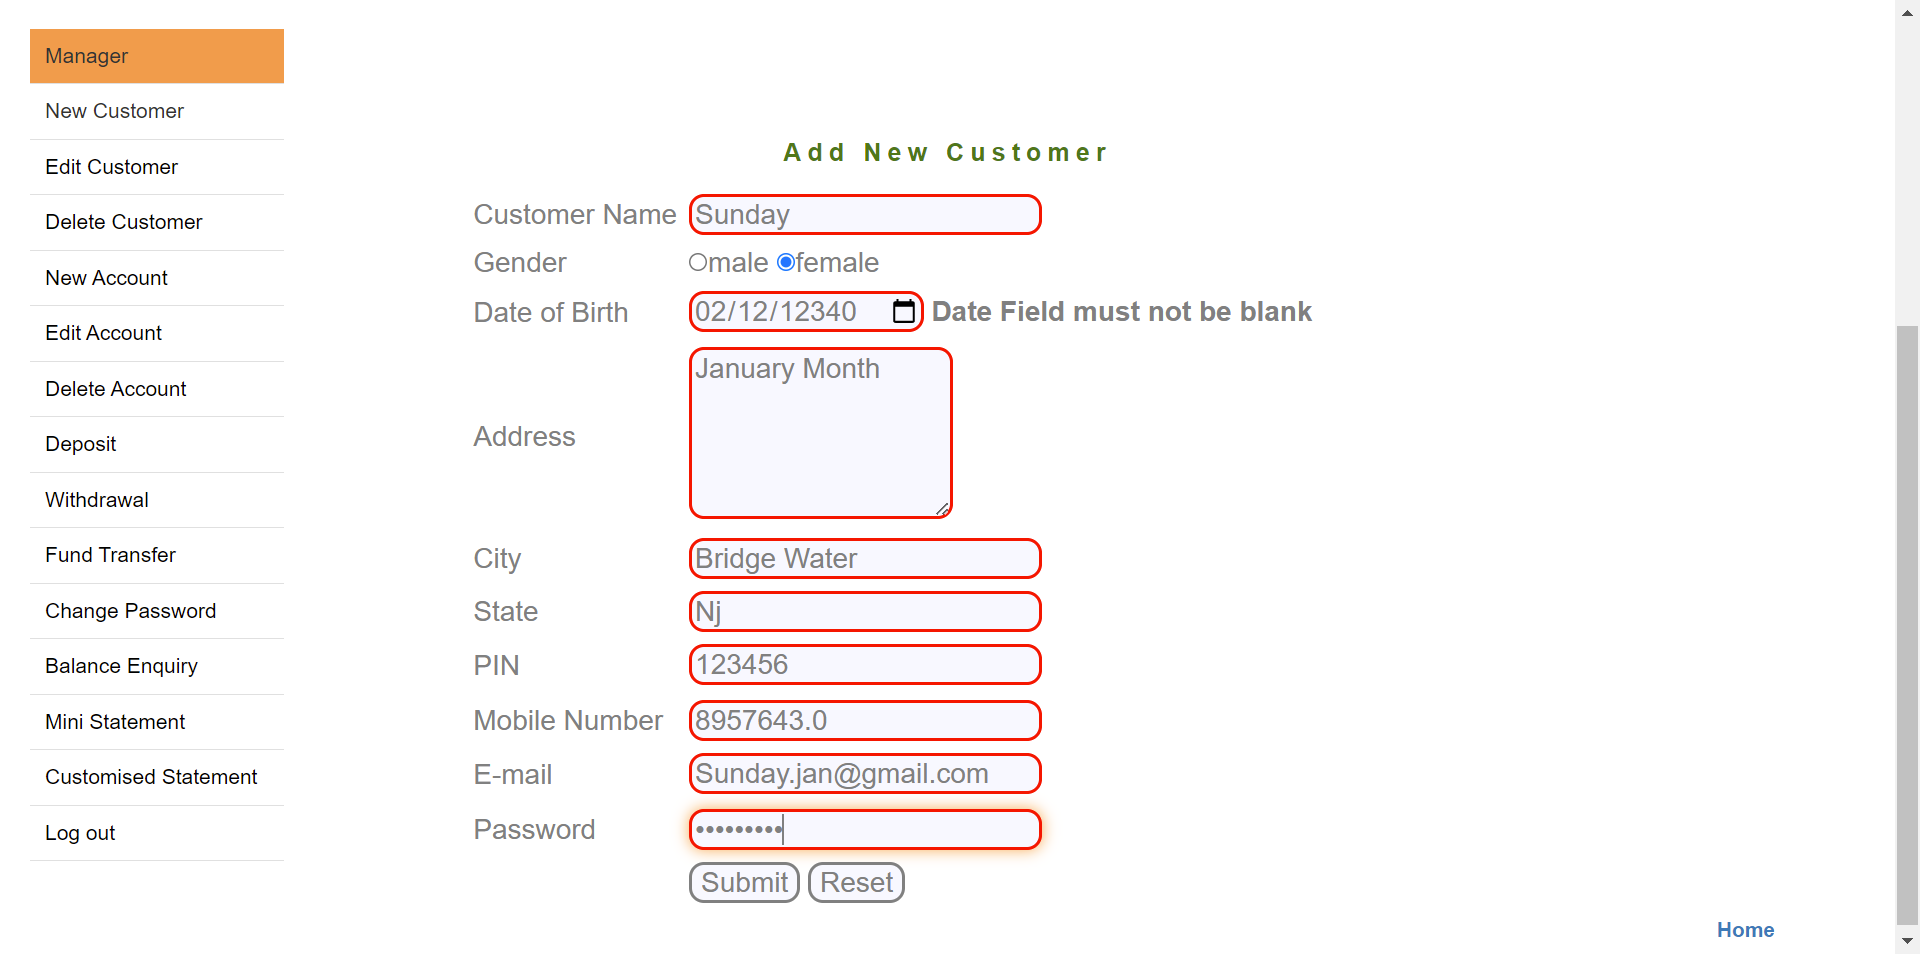 Manager
New Customer
Edit Customer
Delete Customer
New Account
Edit Account
Delete Account
Deposit
Withdrawal
Fund Transfer
Change Password
Balance Enquiry
Mini Statement
Customised Statement
Log out
Add New Customer
Customer Name Sunday
Gender male female
Date of Birth 02/12/12340 Date Field must not be blank
Address January Month
City Bridge Water
State Nj
PIN 123456
Mobile Number 8957643.0
E-mail Sunday.jan@gmail.com
Password •••••••••
Submit Reset
Home